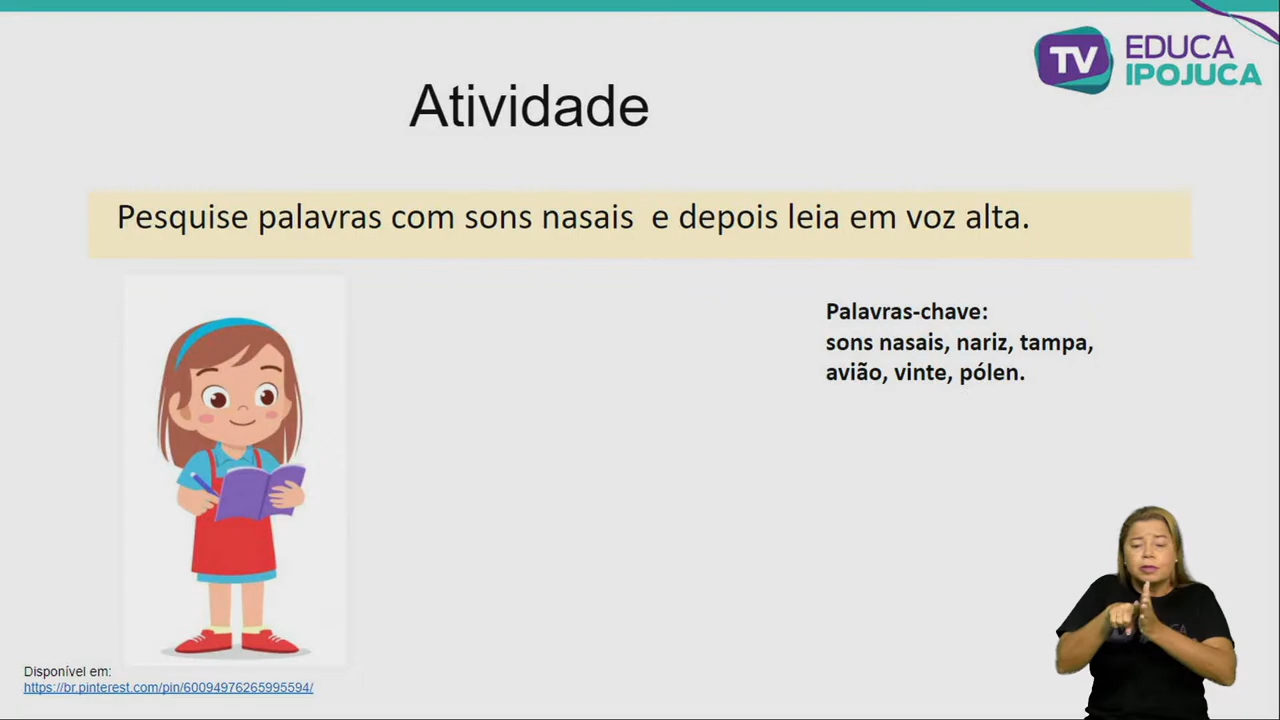 TV EDUCA
IPOJUCA
Atividade
Pesquise palavras com sons nasais e depois leia em voz alta.
Palavras-chave:
sons nasais, nariz, tampa,
avião, vinte, pólen.
Disponível em:
https://br.pinterest.com/pin/60094976265995594/